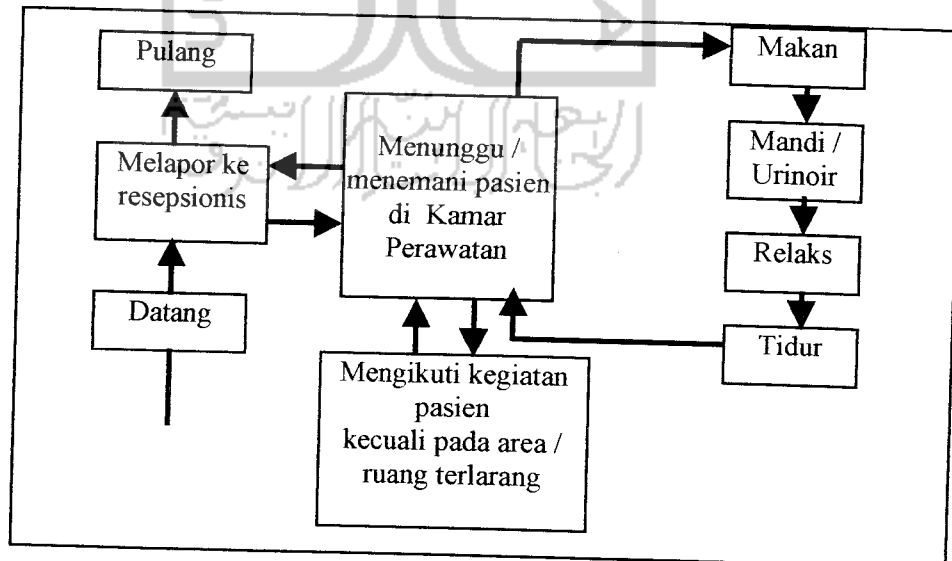 Pulang
Melapor ke
resepsionis
Datang
Menunggu /
menemani pasien
di Kamar
Perawatan
Mengikuti kegiatan
pasien
kecuali pada area /
ruang terlarang
Makan
Mandi /
Urinoir
Relaks
Tidur